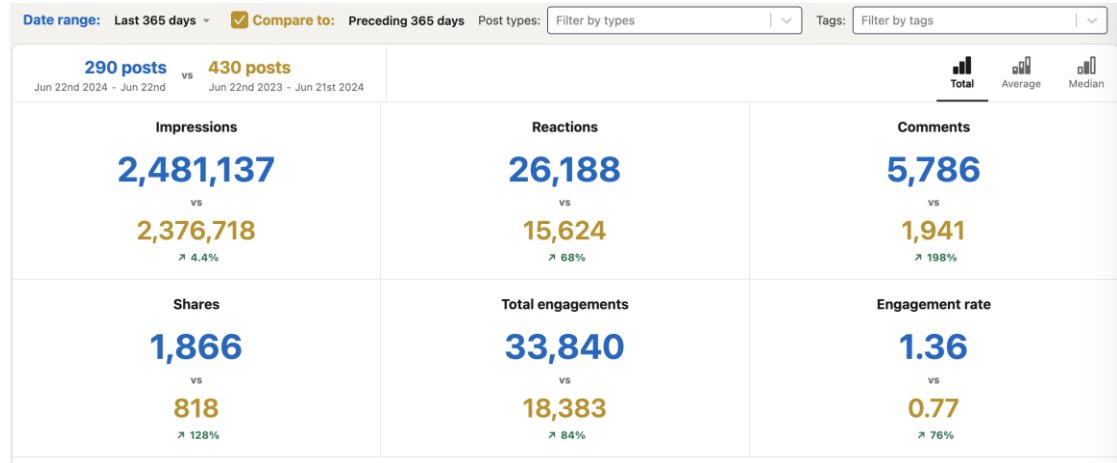 Date range: Last 365 days Compare to: Preceding 365 days Post types: Filter by types Tags: Filter by tags
290 posts vs 430 posts
Jun 22nd 2024 - Jun 22nd Jun 22nd 2023 - Jun 21st 2024
Total Average Median
Impressions Reactions Comments
2,481,137 26,188 5,786
vs vs vs
2,376,718 15,624 1,941
↗ 4.4% ↗ 68% ↗ 198%
Shares Total engagements Engagement rate
1,866 33,840 1.36
vs vs vs
818 18,383 0.77
↗ 128% ↗ 84% ↗ 76%